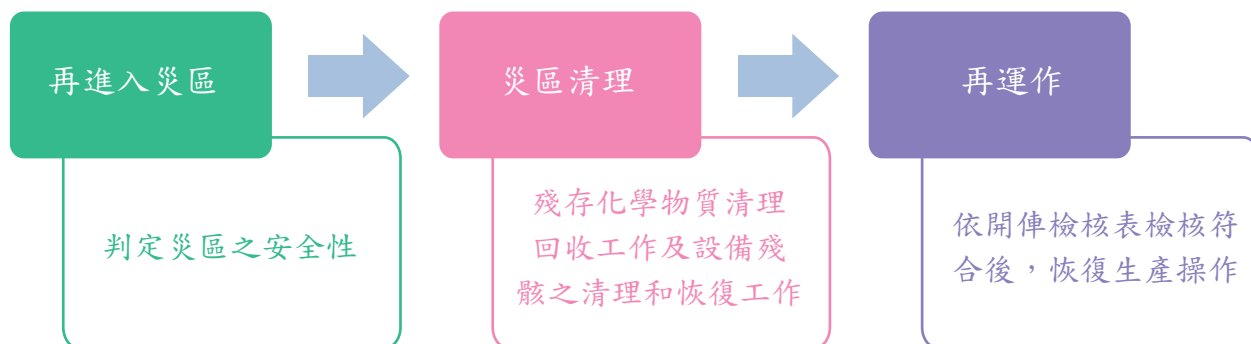 再進入災區
判定災區之安全性
災區清理
殘存化學物質清理
回收工作及設備殘
骸之清理和恢復工作
再運作
依開俥檢核表檢核符
合後，恢復生產操作